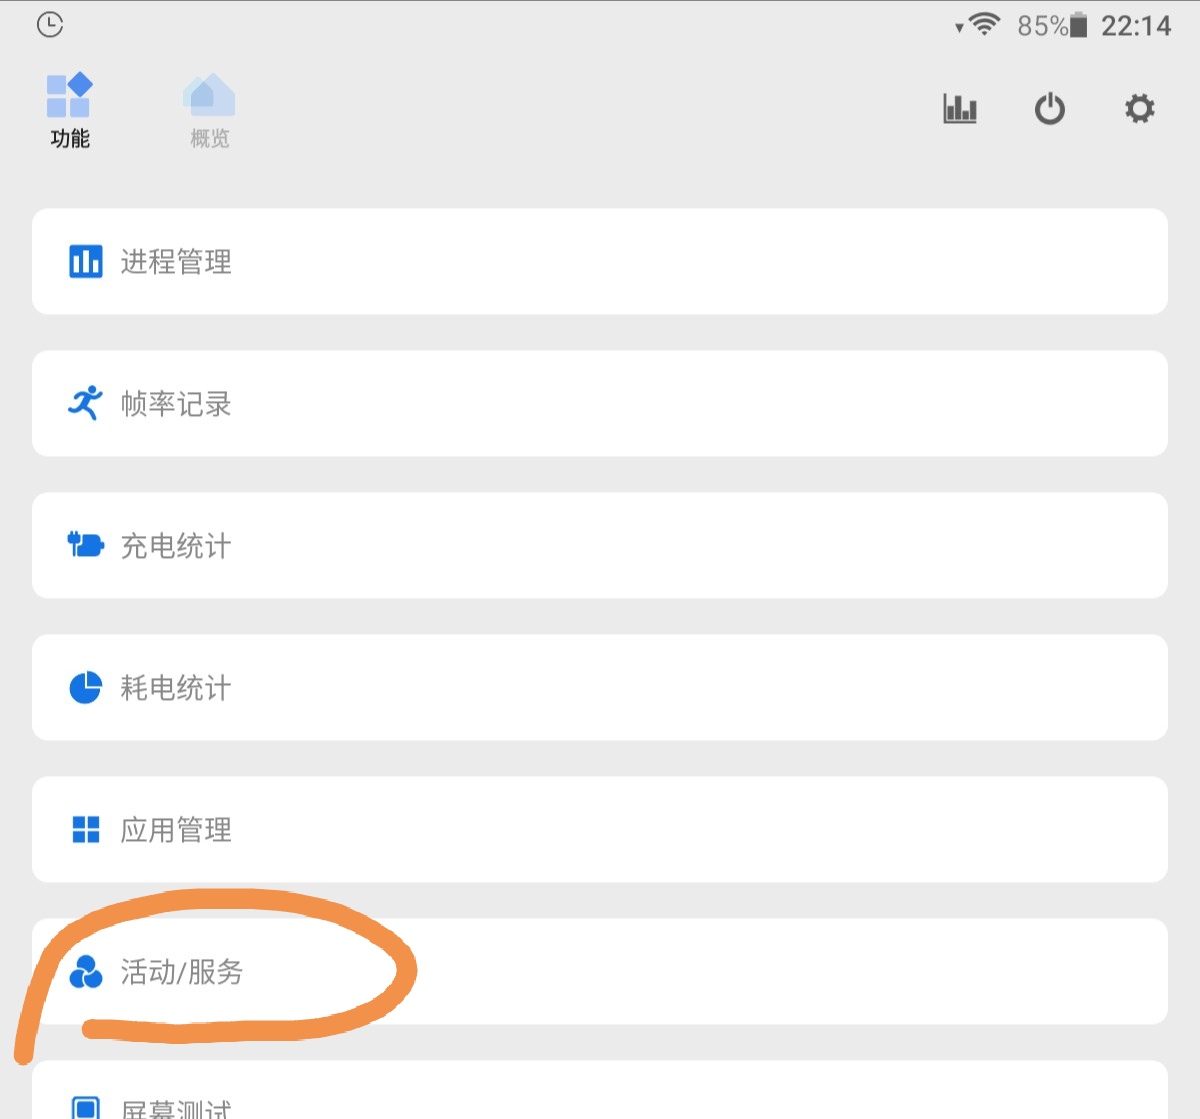 85% 22:14
功能 概览
进程管理
帧率记录
充电统计
耗电统计
应用管理
活动/服务
屏幕测试